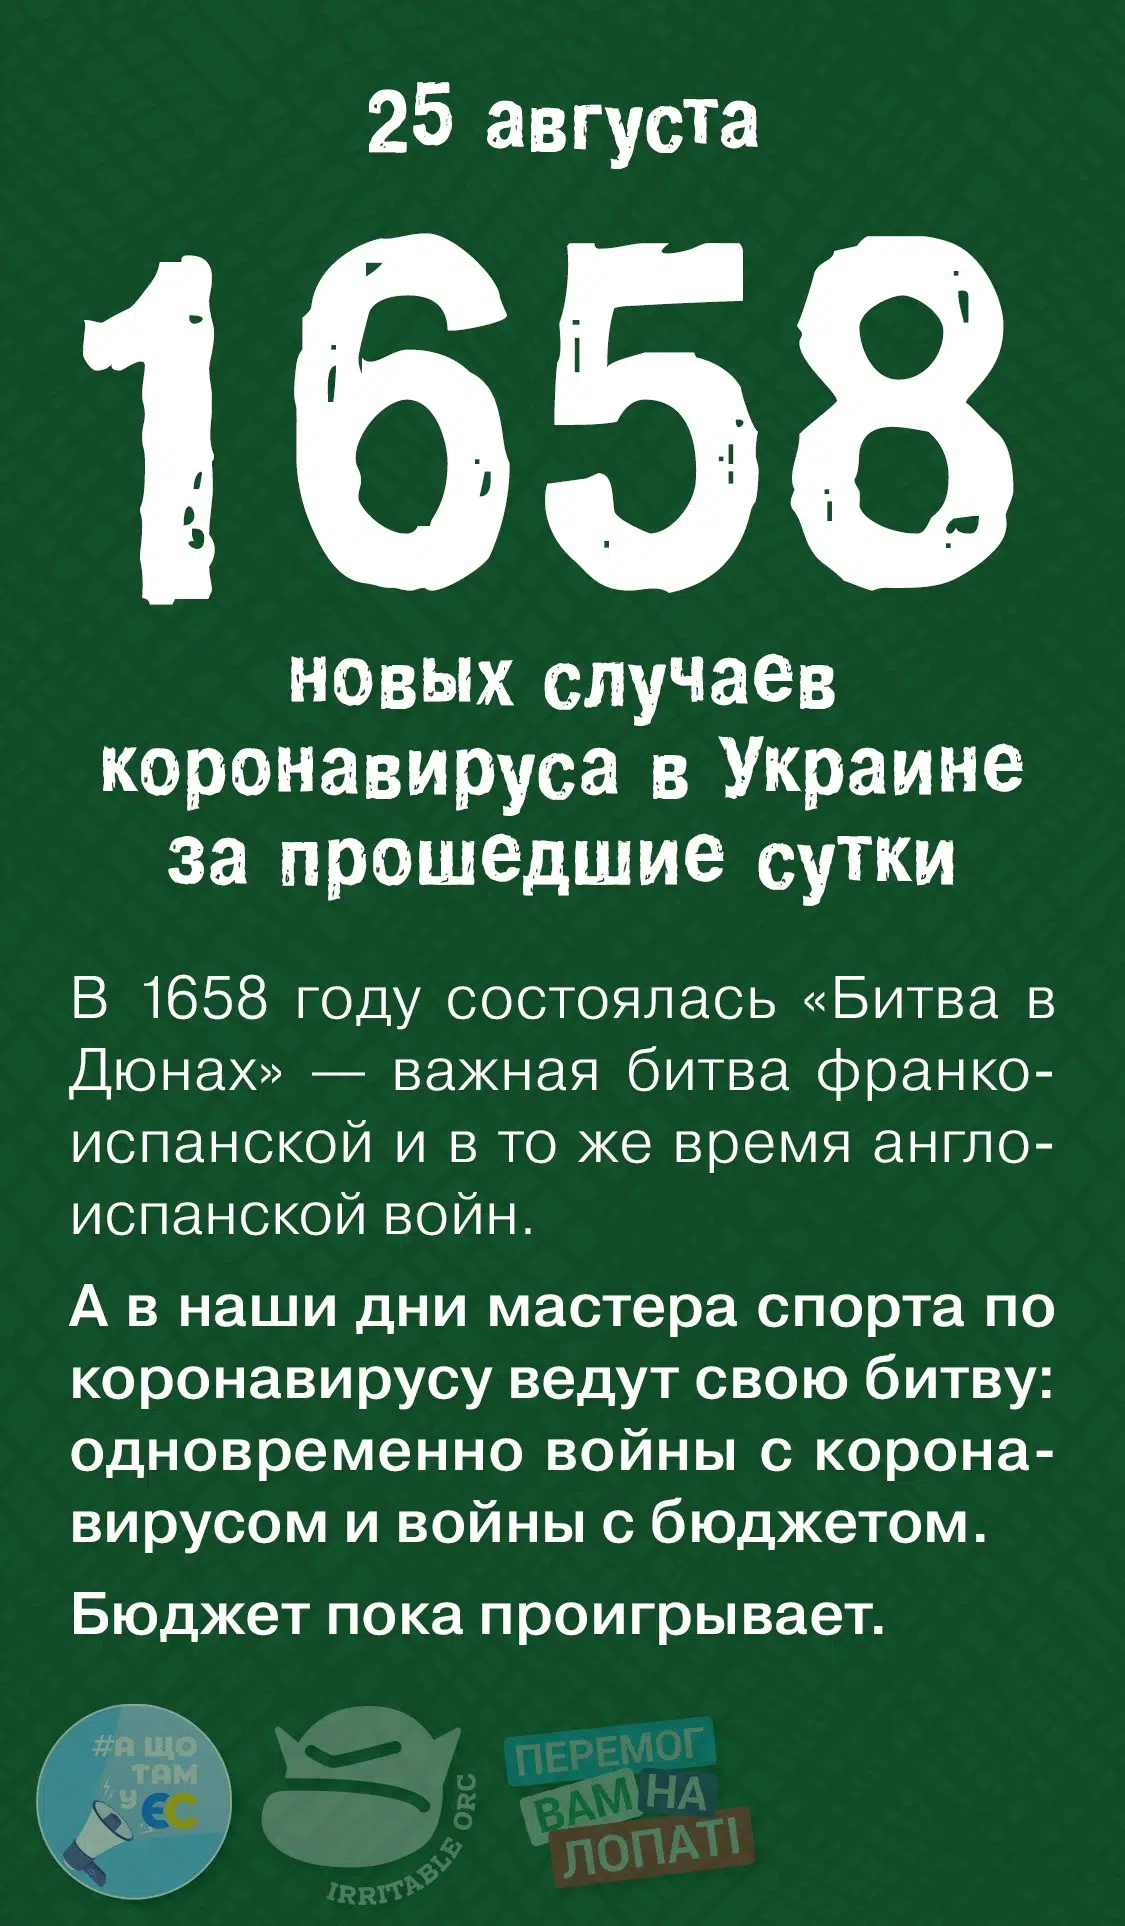 25 августа
1658
новых случаев
коронавируса в Украине
за прошедшие сутки
В 1658 году состоялась «Битва в
Дюнах» — важная битва франко-
испанской и в то же время англо-
испанской войн.
А в наши дни мастера спорта по
коронавирусу ведут свою битву:
одновременно войны с корона-
вирусом и войны с бюджетом.
Бюджет пока проигрывает.
#А ЩО
ТАМ
У ЄС
IRRITABLE ORC
ПЕРЕМОГ
ВАМ НА
ЛОПАТІ